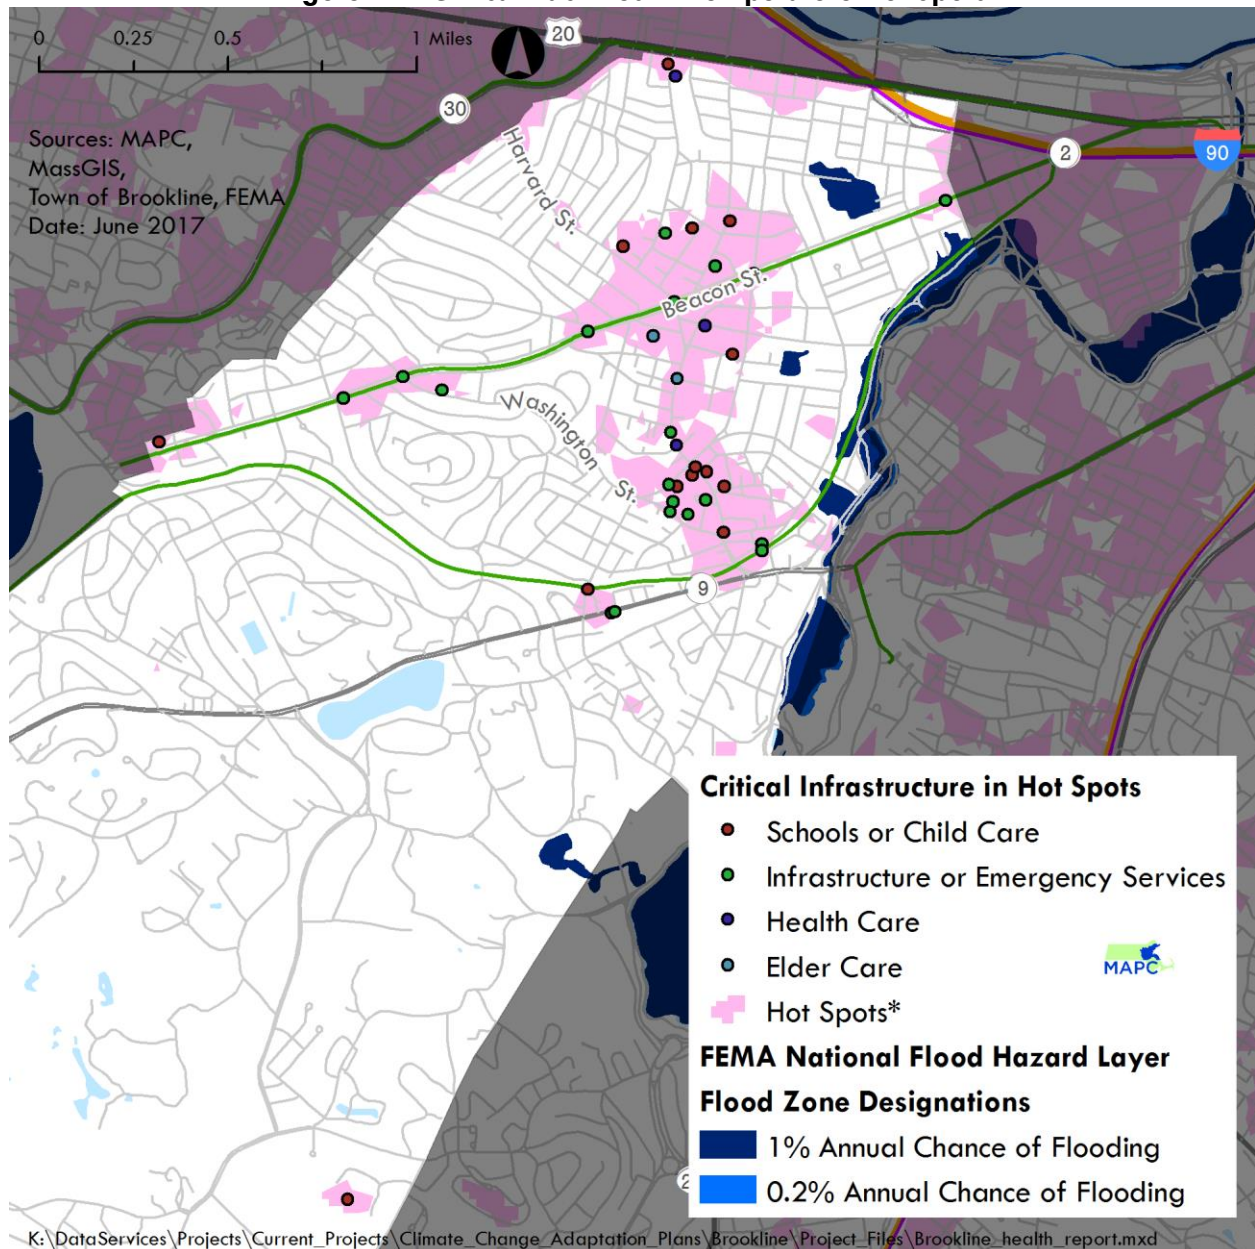 0 0.25 0.5 1 Miles
20
30
Sources: MAPC,
MassGIS,
Town of Brookline, FEMA
Date: June 2017
Harvard St.
2
90
Beacon St.
Washington St.
9
Critical Infrastructure in Hot Spots
Schools or Child Care
Infrastructure or Emergency Services
Health Care
Elder Care
MAPC
Hot Spots*
FEMA National Flood Hazard Layer
Flood Zone Designations
1% Annual Chance of Flooding
0.2% Annual Chance of Flooding
K:\DataServices\Projects\Current_Projects\Climate_Change_Adaptation_Plans\Brookline\Project_Files\Brookline_health_report.mxd